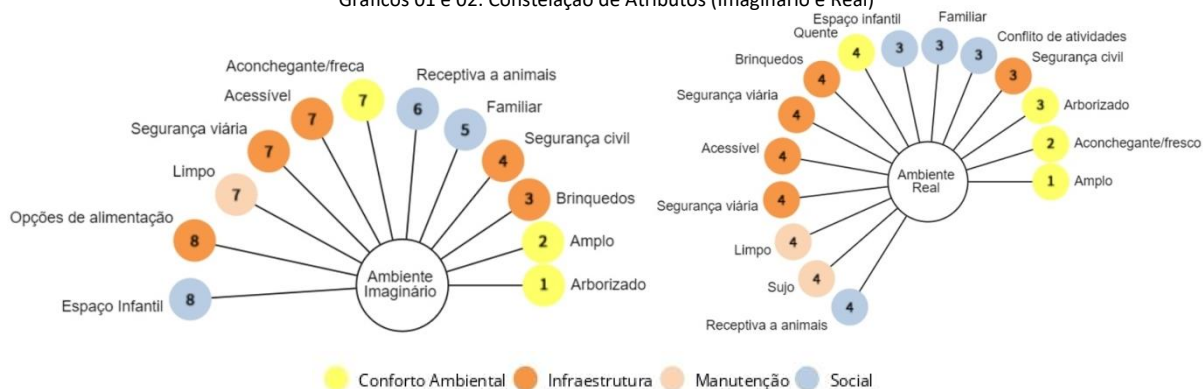 Gráficos 01 e 02: Constelação de Atributos (Imaginário e Real)
Aconchegante/freca
7
Receptiva a animais
6
Acessível
7
Familiar
5
Segurança viária
7
Segurança civil
4
Limpo
7
Brinquedos
3
Opções de alimentação
8
Amplo
2
Espaço Infantil
8
Arborizado
1
Ambiente
Imaginário
Espaço infantil
3
Familiar
3
Quente
4
Conflito de atividades
3
Brinquedos
4
Segurança civil
3
Segurança viária
4
Arborizado
3
Acessível
4
Aconchegante/fresco
2
Segurança viária
4
Amplo
1
Limpo
4
Sujo
4
Receptiva a animais
4
Ambiente
Real
Conforto Ambiental
Infraestrutura
Manutenção
Social